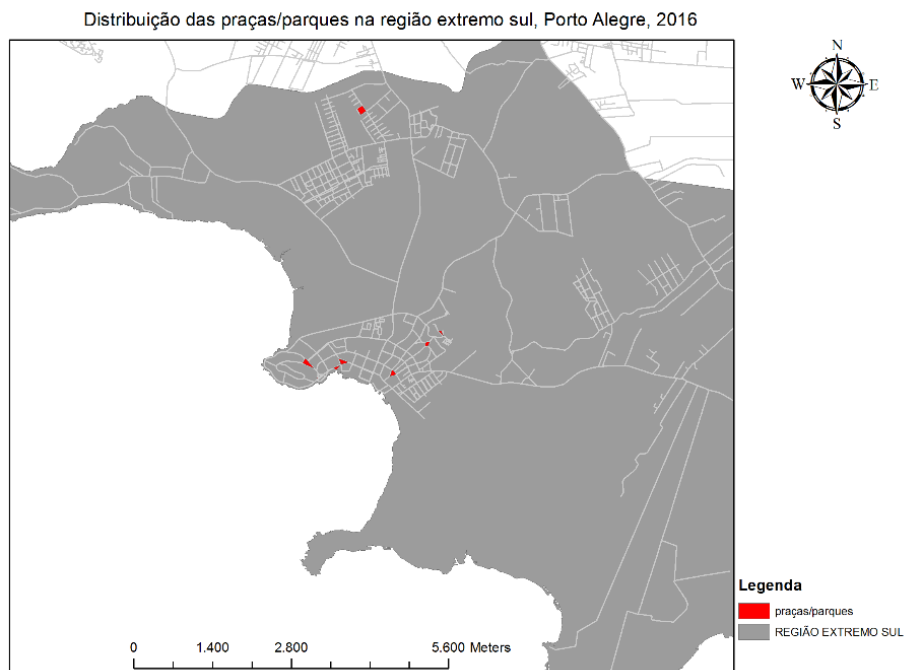 Distribuição das praças/parques na região extremo sul, Porto Alegre, 2016
N
W E
S
Legenda
praças/parques
REGIÃO EXTREMO SUL
0 1.400 2.800 5.600 Meters